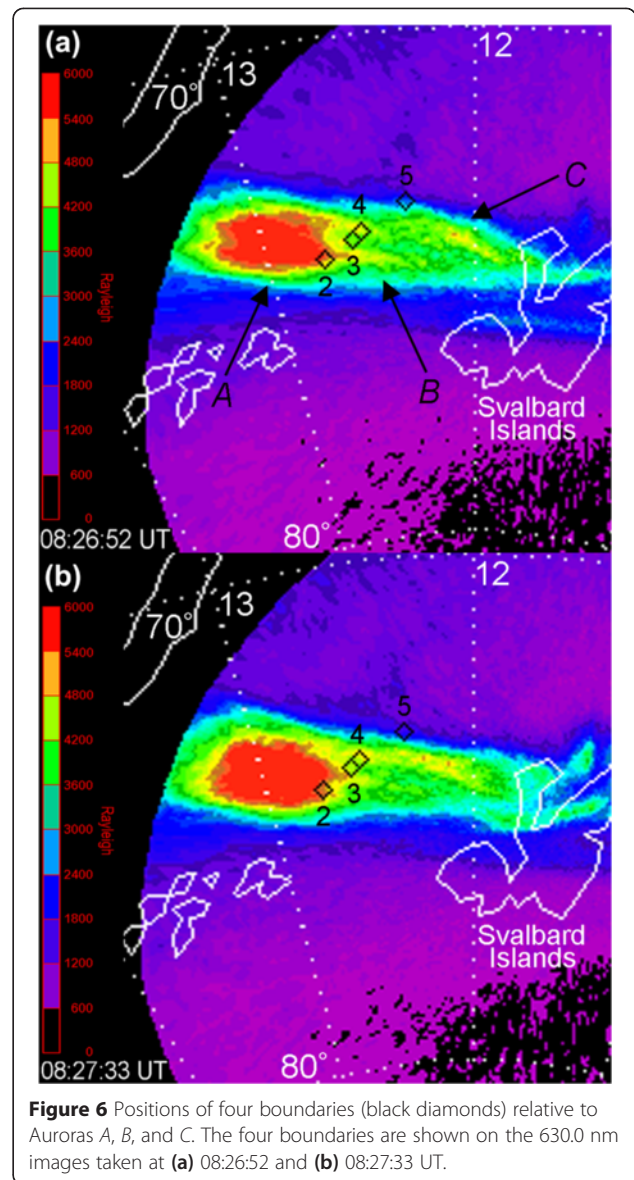 (a)
6000
5400
4800
4200
3600
3000
2400
1800
1200
600
0
Rayleigh
70°
13
12
5
4
3
2
C
A
B
Svalbard
Islands
80°
08:26:52 UT
(b)
6000
5400
4800
4200
3600
3000
2400
1800
1200
600
0
Rayleigh
70°
13
12
5
4
3
2
Svalbard
Islands
80°
08:27:33 UT
Figure 6 Positions of four boundaries (black diamonds) relative to
Auroras A, B, and C. The four boundaries are shown on the 630.0 nm
images taken at (a) 08:26:52 and (b) 08:27:33 UT.